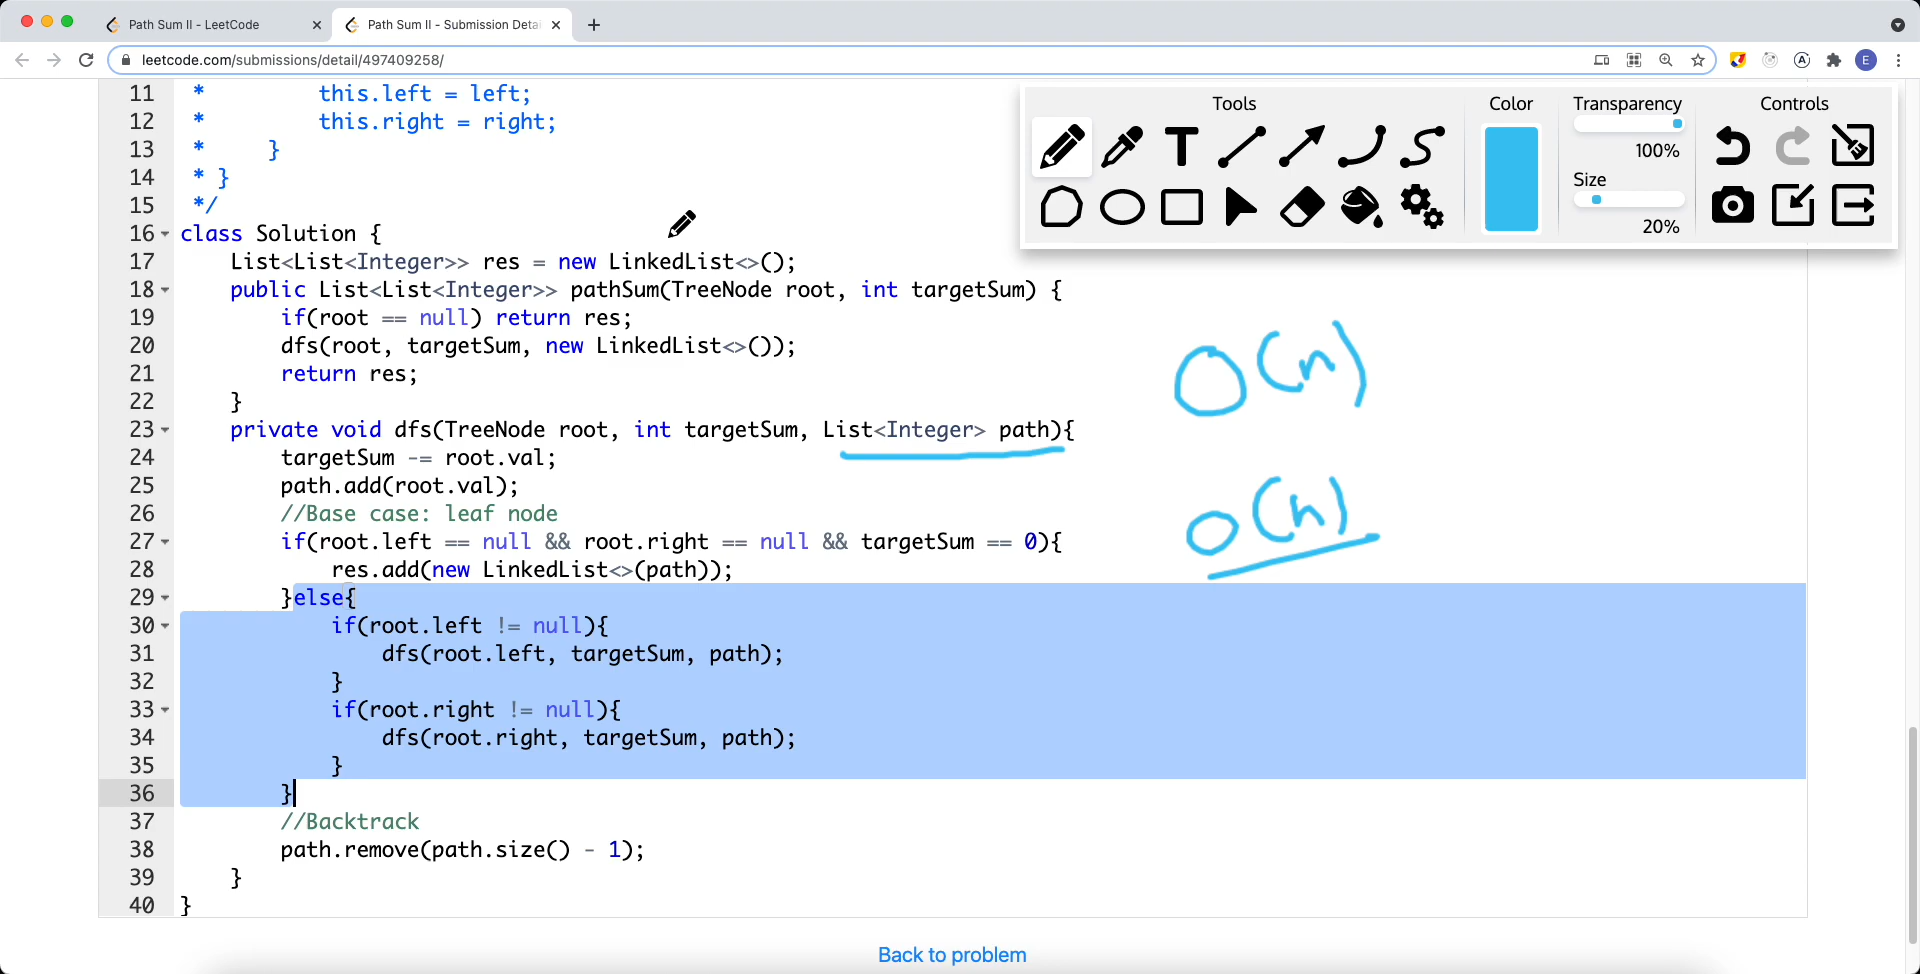 Path Sum II - LeetCode
Path Sum II - Submission Deta
leetcode.com/submissions/detail/497409258/
E
Tools
Color
Transparency
Controls
100%
Size
20%
T
11 * this.left = left;
12 * this.right = right;
13 * }
14 * }
15 */
16 class Solution {
17 List<List<Integer>> res = new LinkedList<>();
18 public List<List<Integer>> pathSum(TreeNode root, int targetSum) {
19 if(root == null) return res;
20 dfs(root, targetSum, new LinkedList<>());
21 return res;
22 }
23 private void dfs(TreeNode root, int targetSum, List<Integer> path){
24 targetSum -= root.val;
25 path.add(root.val);
26 //Base case: leaf node
27 if(root.left == null && root.right == null && targetSum == 0){
28 res.add(new LinkedList<>(path));
29 }else{
30 if(root.left != null){
31 dfs(root.left, targetSum, path);
32 }
33 if(root.right != null){
34 dfs(root.right, targetSum, path);
35 }
36 }
37 //Backtrack
38 path.remove(path.size() - 1);
39 }
40 }
O(n)
O(n)
Back to problem